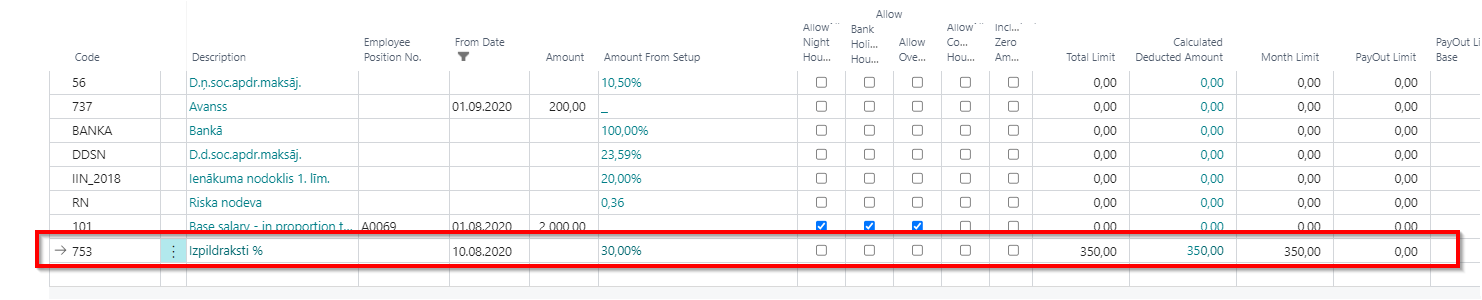 Allow
Code Description Employee Position No. From Date Amount Amount From Setup Allow Night Hou... Bank Holi... Hou... Allow Ove... Allow Co... Hou... Incl... Zero Am... Total Limit Calculated Deducted Amount Month Limit PayOut Limit PayOut Li Base
56 D.ņ.soc.apdr.maksāj. 10,50% 0,00 0,00 0,00 0,00
737 Avanss 01.09.2020 200,00 _ 0,00 0,00 0,00 0,00
BANKA Bankā 100,00% 0,00 0,00 0,00 0,00
DDSN D.d.soc.apdr.maksāj. 23,59% 0,00 0,00 0,00 0,00
IIN_2018 Ienākuma nodoklis 1. līm. 20,00% 0,00 0,00 0,00 0,00
RN Riska nodeva 0,36 0,00 0,00 0,00 0,00
101 Base salary - in proportion t... A0069 01.08.2020 2 000,00 0,00 0,00 0,00 0,00
753 Izpildraksti % 10.08.2020 30,00% 350,00 350,00 350,00 0,00